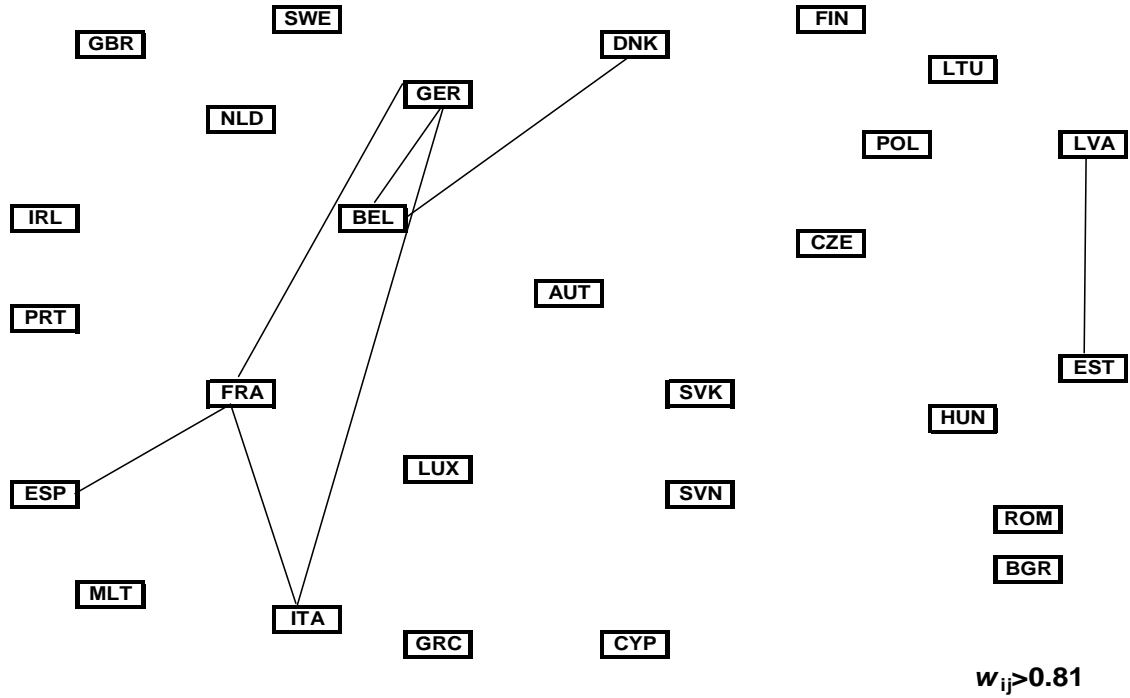 SWE
FIN
GBR
DNK
LTU
GER
NLD
POL
LVA
IRL
BEL
CZE
AUT
PRT
EST
FRA
SVK
HUN
LUX
ESP
SVN
ROM
BGR
MLT
ITA
GRC
CYP
w ij>0.81